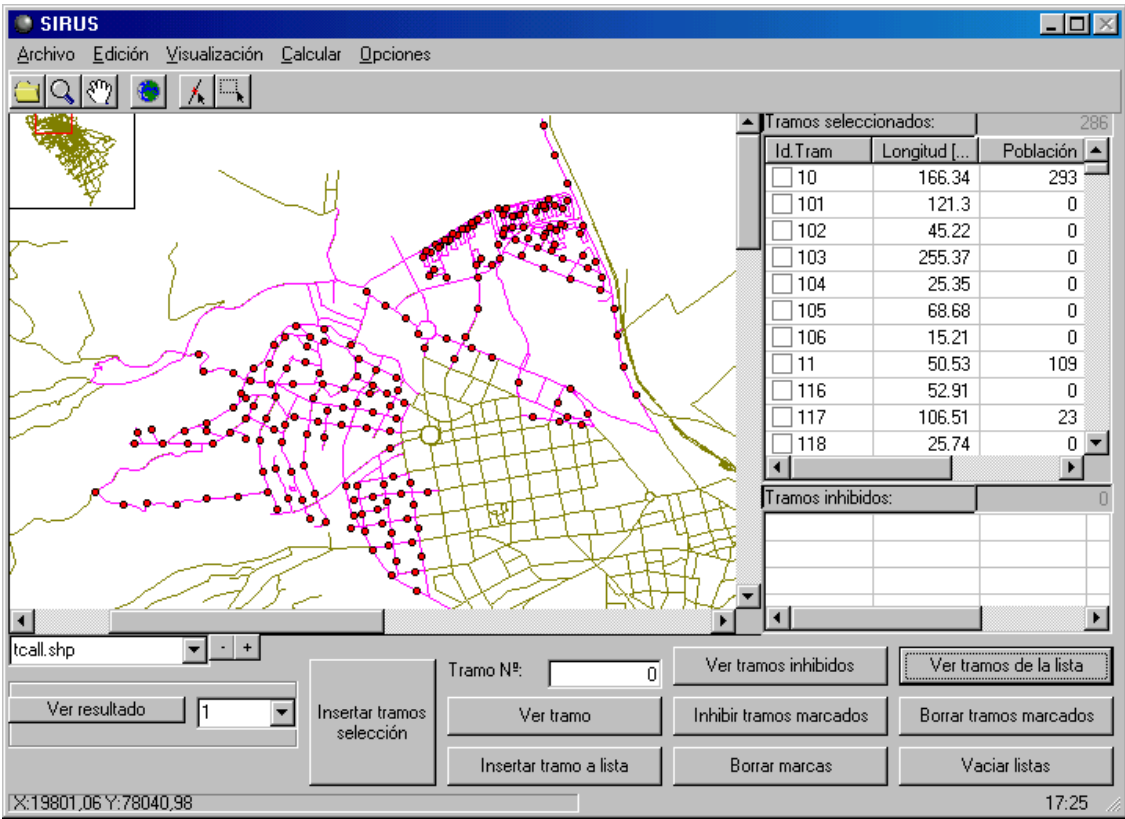 SIRUS
Archivo Edición Visualización Calcular Opciones
Tramos seleccionados: 286
Id.Tram Longitud [... Población
10 166.34 293
101 121.3 0
102 45.22 0
103 255.37 0
104 25.35 0
105 68.68 0
106 15.21 0
11 50.53 109
116 52.91 0
117 106.51 23
118 25.74 0
Tramos inhibidos: 0
tcall.shp - +
Ver resultado 1
Insertar tramos
selección
Tramo Nº: 0
Ver tramo
Insertar tramo a lista
Ver tramos inhibidos
Inhibir tramos marcados
Borrar marcas
Ver tramos de la lista
Borrar tramos marcados
Vaciar listas
X:19801,06 Y:78040,98 17:25